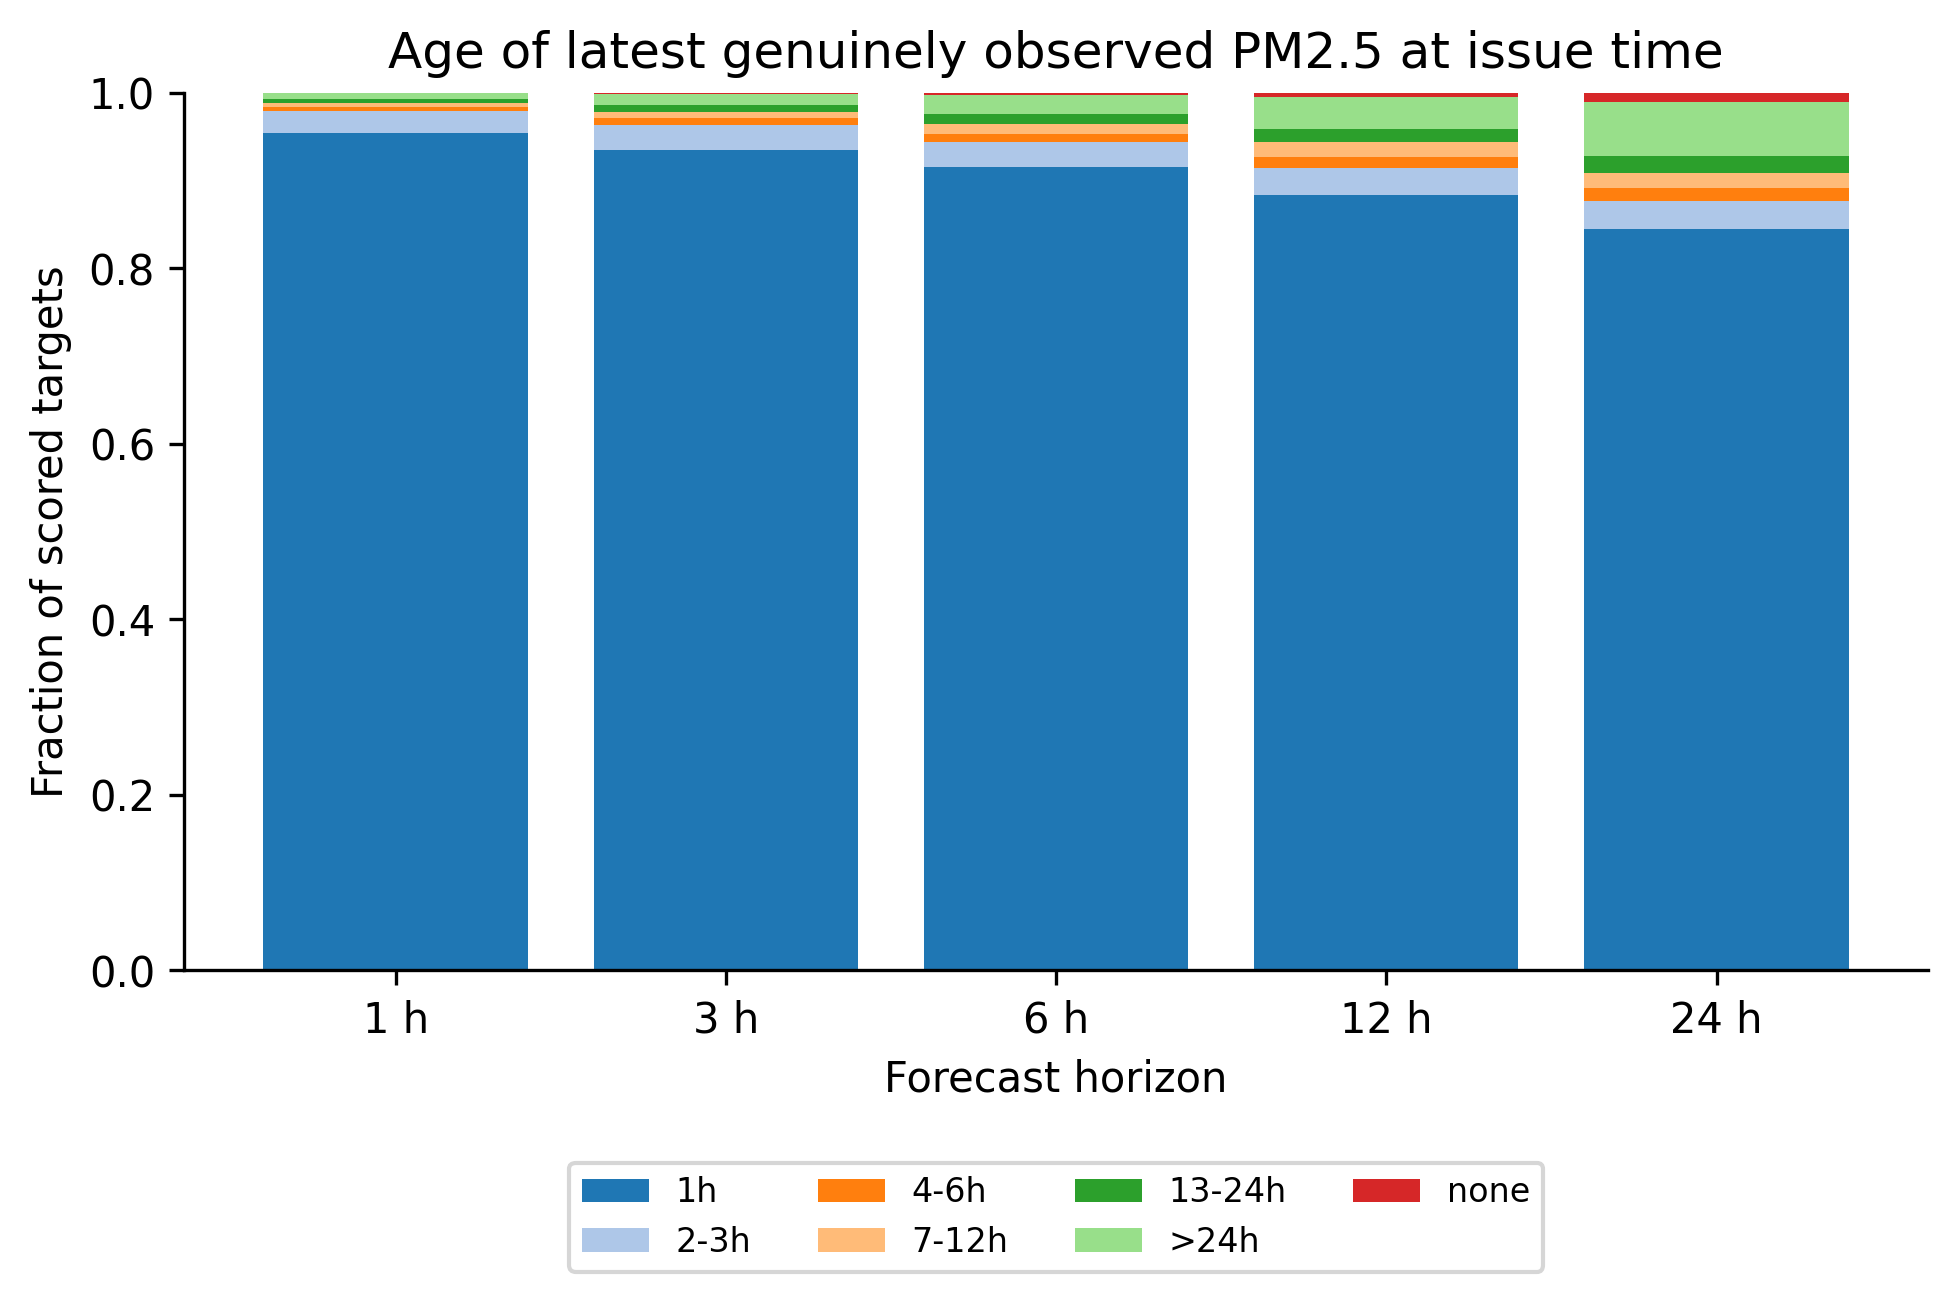 Age of latest genuinely observed PM2.5 at issue time
Fraction of scored targets
1.0
0.8
0.6
0.4
0.2
0.0
1 h 3 h 6 h 12 h 24 h
Forecast horizon
1h 4-6h 13-24h none
2-3h 7-12h >24h